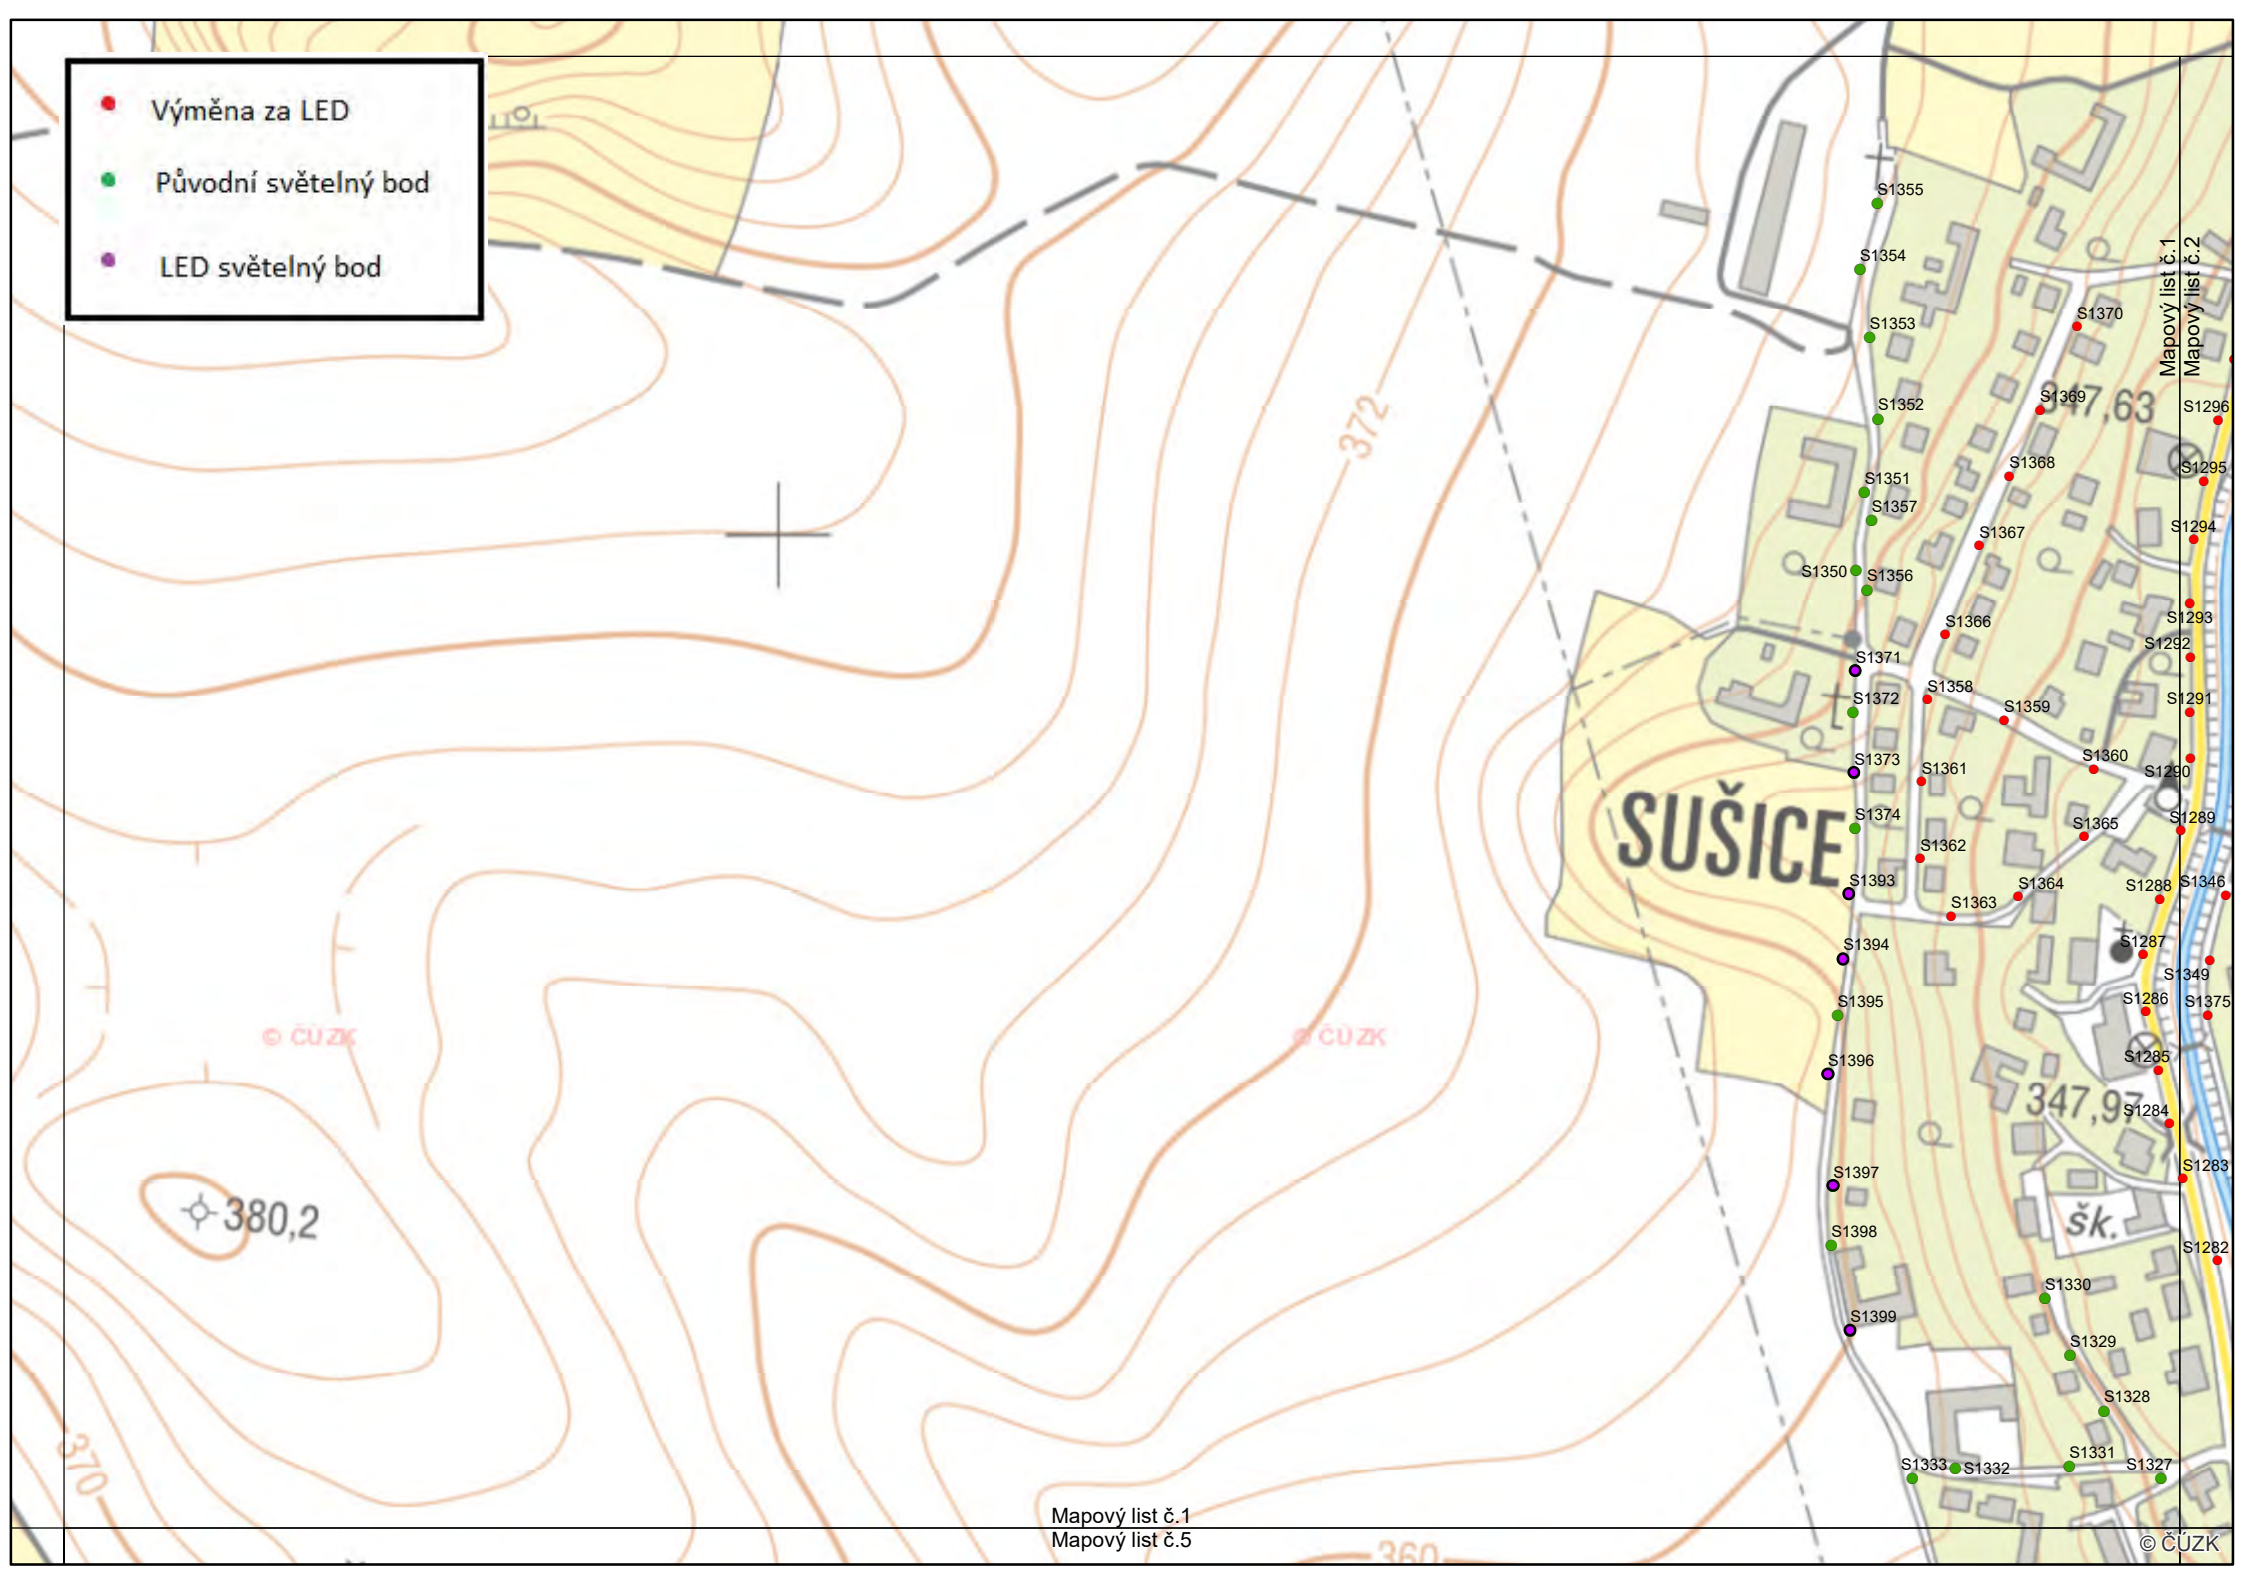 Výměna za LED
Původní světelný bod
LED světelný bod
S1355
S1354
S1353
S1352
S1351
S1357
S1350
S1356
S1370
S1369
347,63
S1368
S1367
S1366
Mapový list č.1
Mapový list č.2
S1296
S1295
S1294
S1293
S1292
S1291
S1290
S1289
372
S1371
S1372
S1373
S1374
S1358
S1359
S1360
S1361
S1362
S1363
S1364
S1365
SUŠICE
S1393
S1394
S1395
S1396
S1397
S1398
S1399
S1288
S1346
S1287
S1349
S1286
S1375
S1285
347,97
S1284
S1283
šk.
S1282
© ČÚZK
© ČÚZK
380,2
S1330
S1329
S1328
S1331
S1327
S1333
S1332
370
Mapový list č.1
Mapový list č.5
360
© ČÚZK